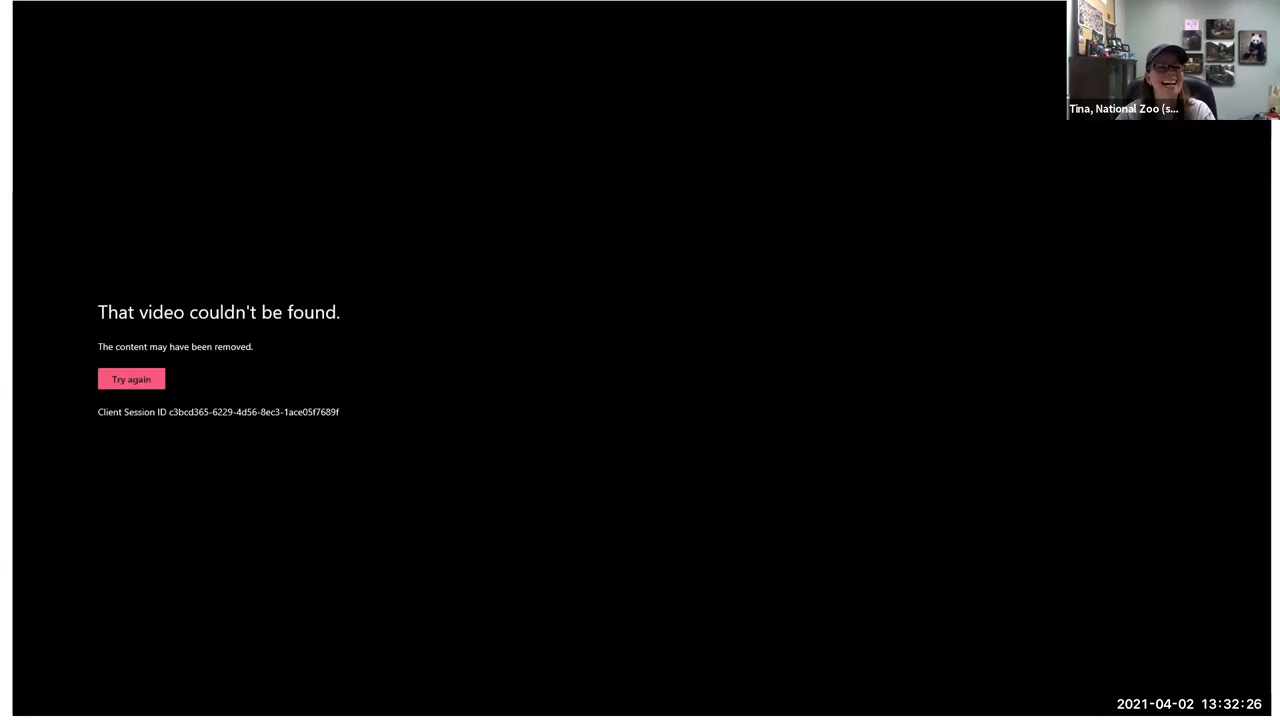 Tina, National Zoo (s...
That video couldn't be found.
The content may have been removed.
Try again
Client Session ID c3bcd365-6229-4d56-8ec3-1ace05f7689f
2021-04-02 13:32:26